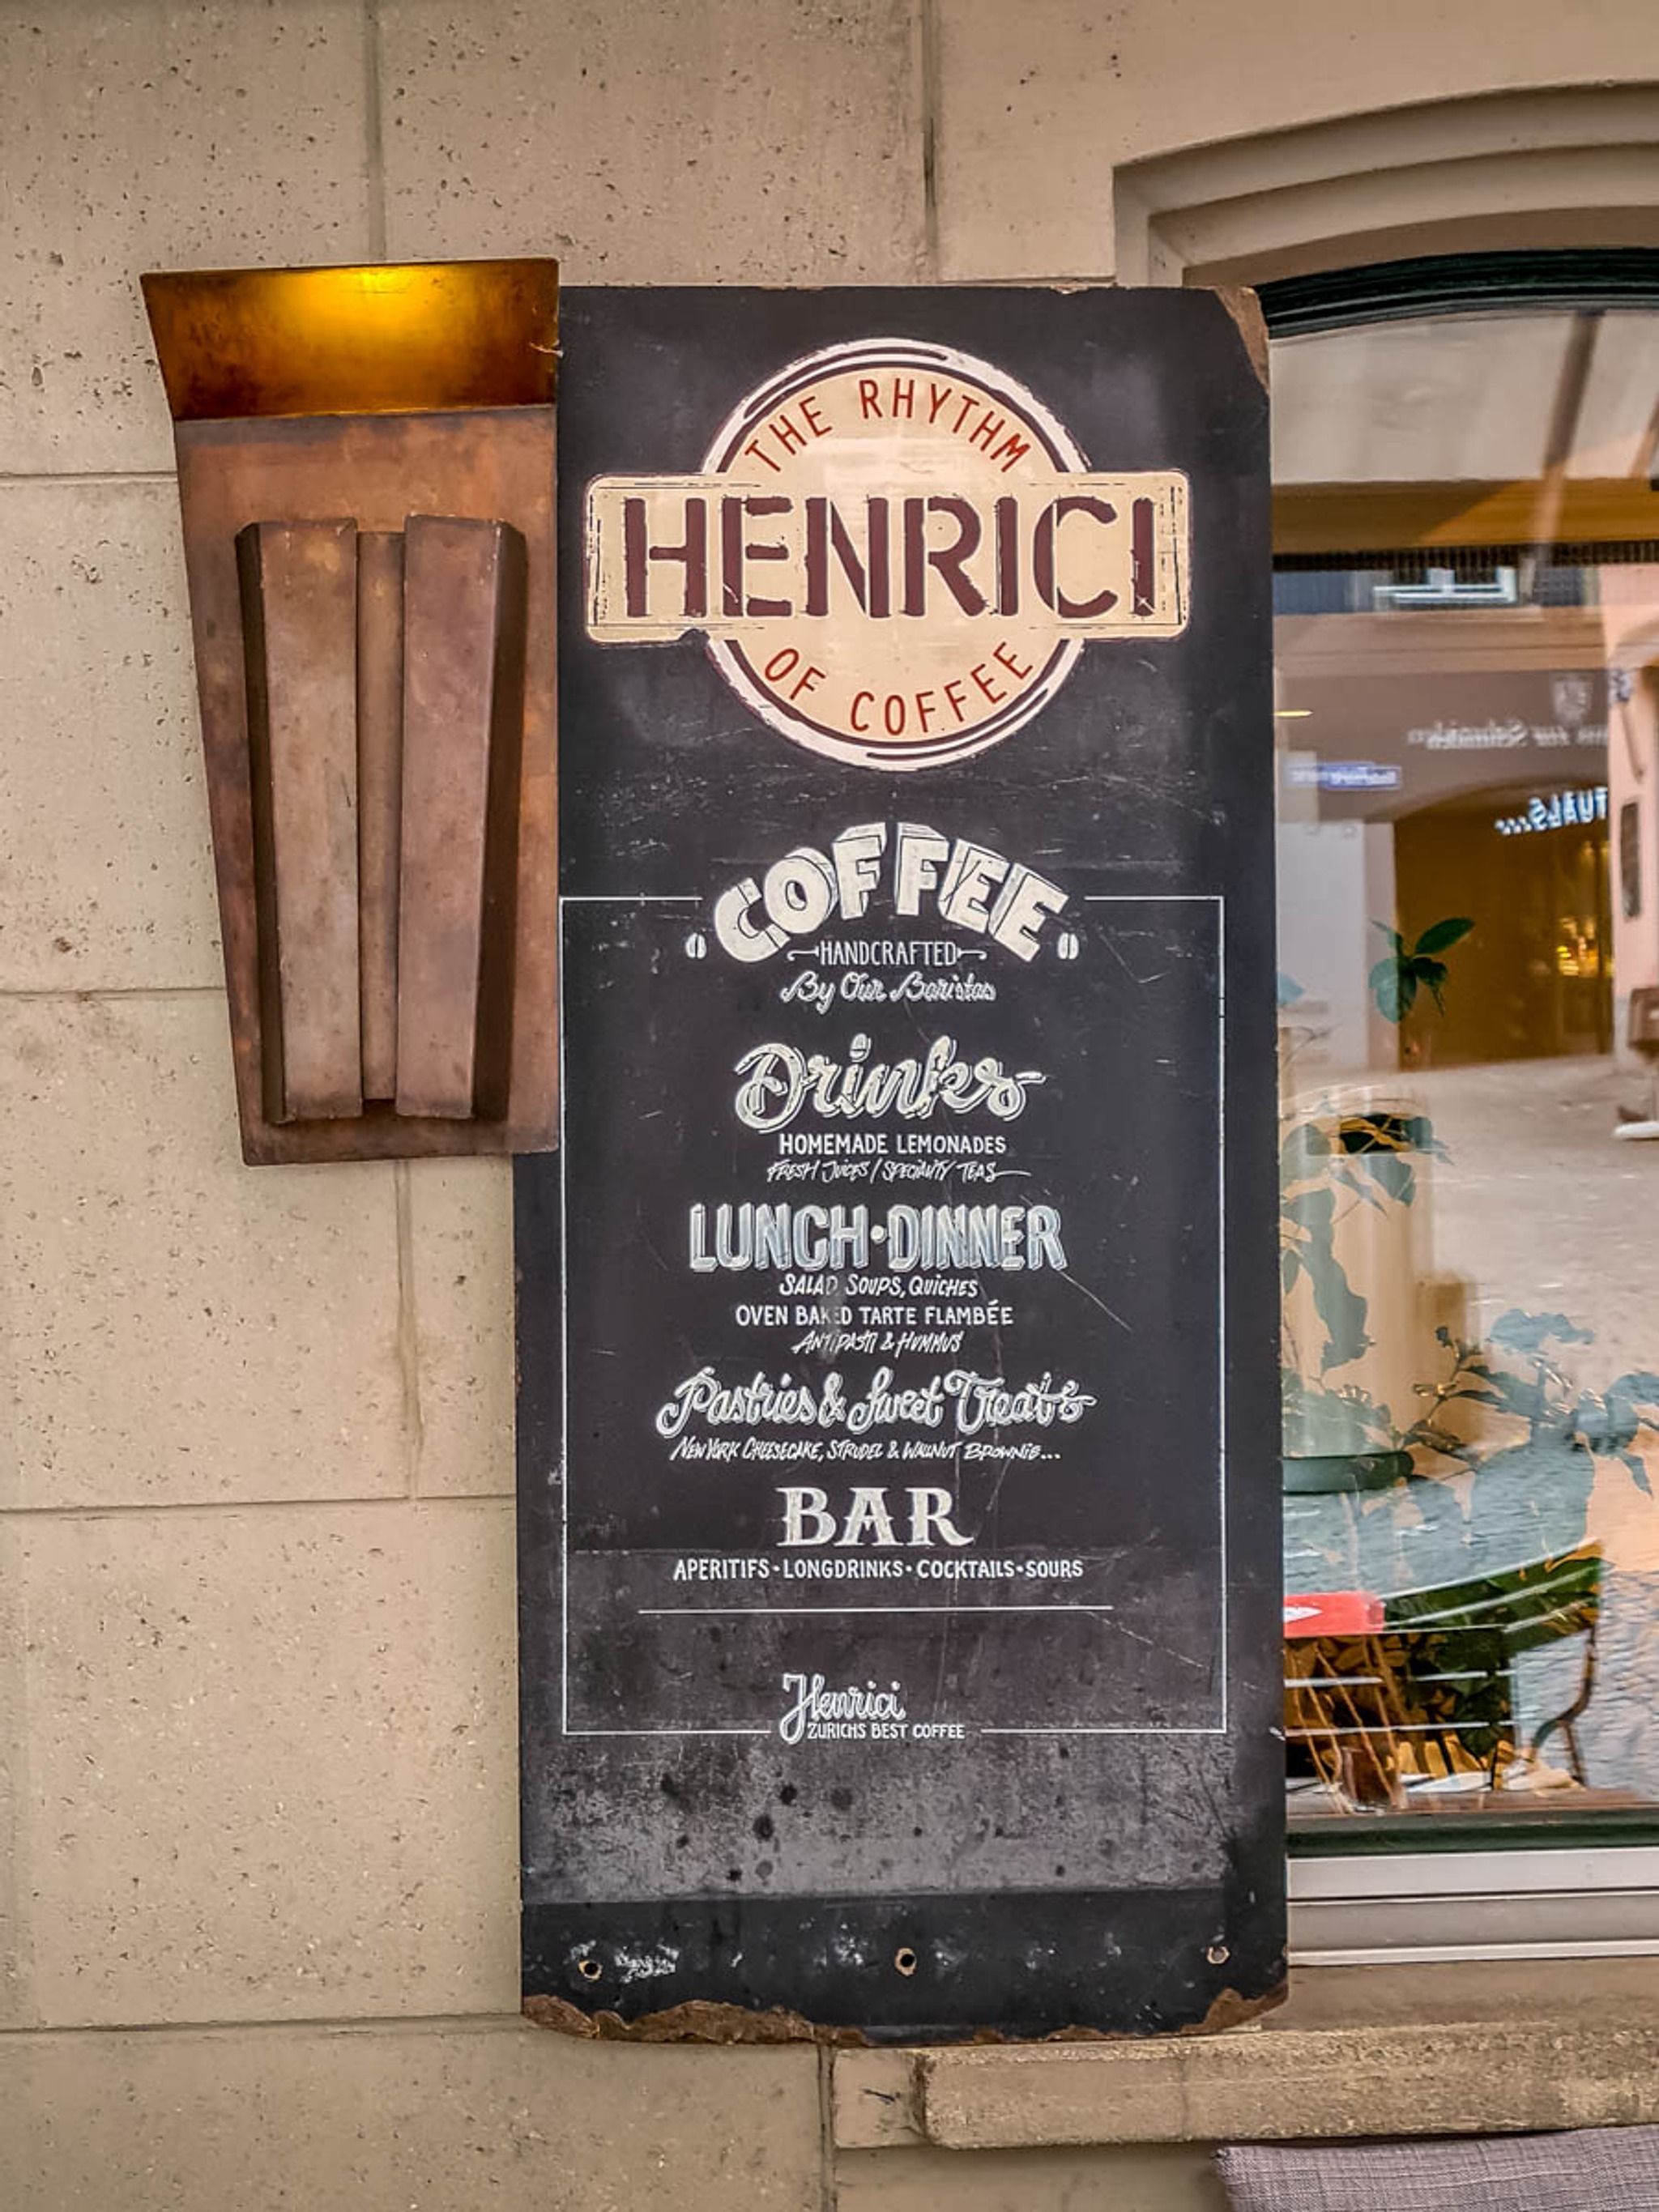 THE RHYTHM
HENRICI
OF COFFEE
COFFEE
HANDCRAFTED
By Our Baristas
Drinks
HOMEMADE LEMONADES
FRESH JUICES / SPECIALITY TEAS
LUNCH • DINNER
SALAD SOUPS, QUICHES
OVEN BAKED TARTE FLAMBÉE
ANTIPASTI & HUMMUS
Pastries & Sweet Treats
NEW YORK CHEESECAKE, STRUDEL & WALNUT BROWNIE...
BAR
APERITIFS • LONGDRINKS • COCKTAILS • SOURS
Henrici
ZURICHS BEST COFFEE